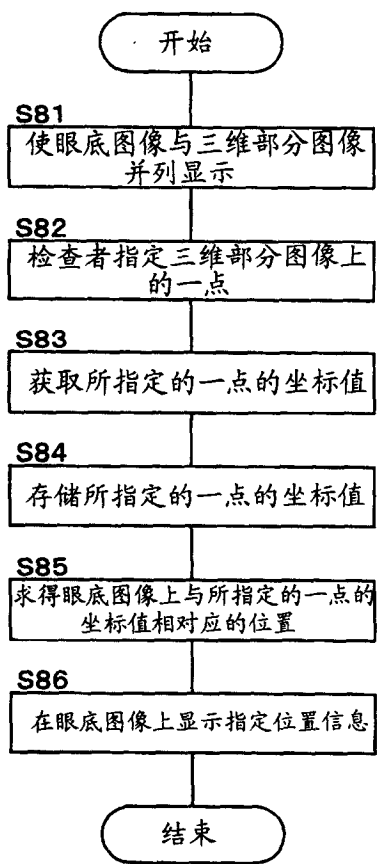 开始
S81
使眼底图像与三维部分图像
并列显示
S82
检查者指定三维部分图像上
的一点
S83
获取所指定的一点的坐标值
S84
存储所指定的一点的坐标值
S85
求得眼底图像上与所指定的一点的
坐标值相对应的位置
S86
在眼底图像上显示指定位置信息
结束